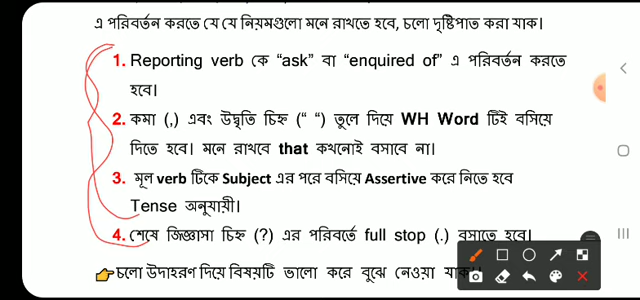 এ পরিবর্তন করতে যে যে নিয়মগুলো মনে রাখতে হবে, চলো দৃষ্টিপাত করা যাক।
1. Reporting verb কে “ask” বা “enquired of” এ পরিবর্তন করতে
হবে।
2. কমা (,) এবং উদ্বৃতি চিহ্ন (“ “) তুলে দিয়ে WH Word টিই বসিয়ে
দিতে হবে। মনে রাখবে that কখনোই বসাবে না।
3. মূল verb টিকে Subject এর পরে বসিয়ে Assertive করে নিতে হবে
Tense অনুযায়ী।
4. শেষে জিজ্ঞাসা চিহ্ন (?) এর পরিবর্তে full stop (.) বসাতে হবে।
চলো উদাহরণ দিয়ে বিষয়টি ভালো করে বুঝে নেওয়া যাক